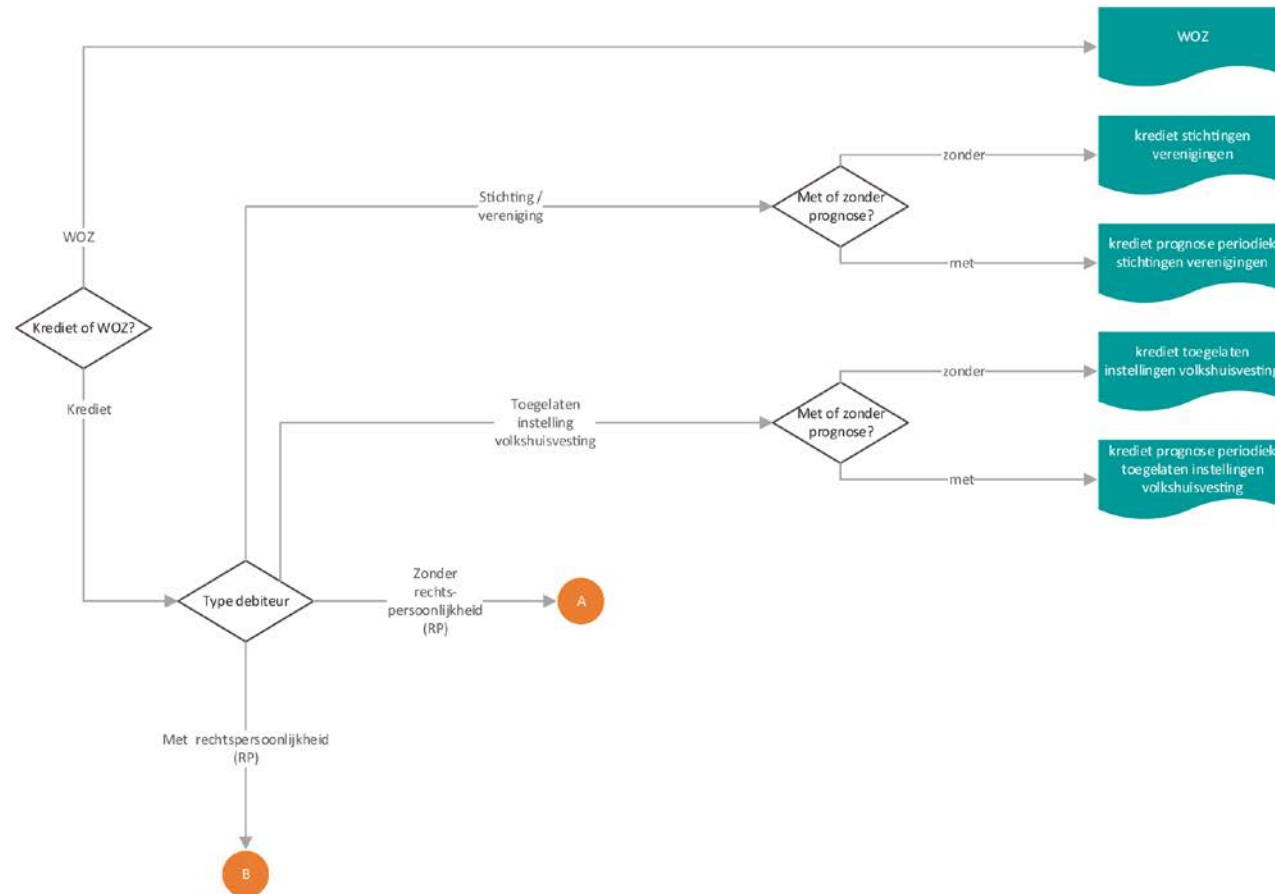 WOZ
krediet stichtingen
verenigingen
zonder
Stichting /
vereniging
Met of zonder
prognose?
WOZ
krediet prognose periodiek
stichtingen verenigingen
met
Krediet of WOZ?
krediet toegelaten
instellingen volkshuisvesting
zonder
Krediet
Toegelaten
instelling
volkshuisvesting
Met of zonder
prognose?
krediet prognose periodiek
toegelaten instellingen
volkshuisvesting
met
Type debiteur
Zonder
rechts-
persoonlijkheid
(RP)
A
Met rechtspersoonlijkheid
(RP)
B